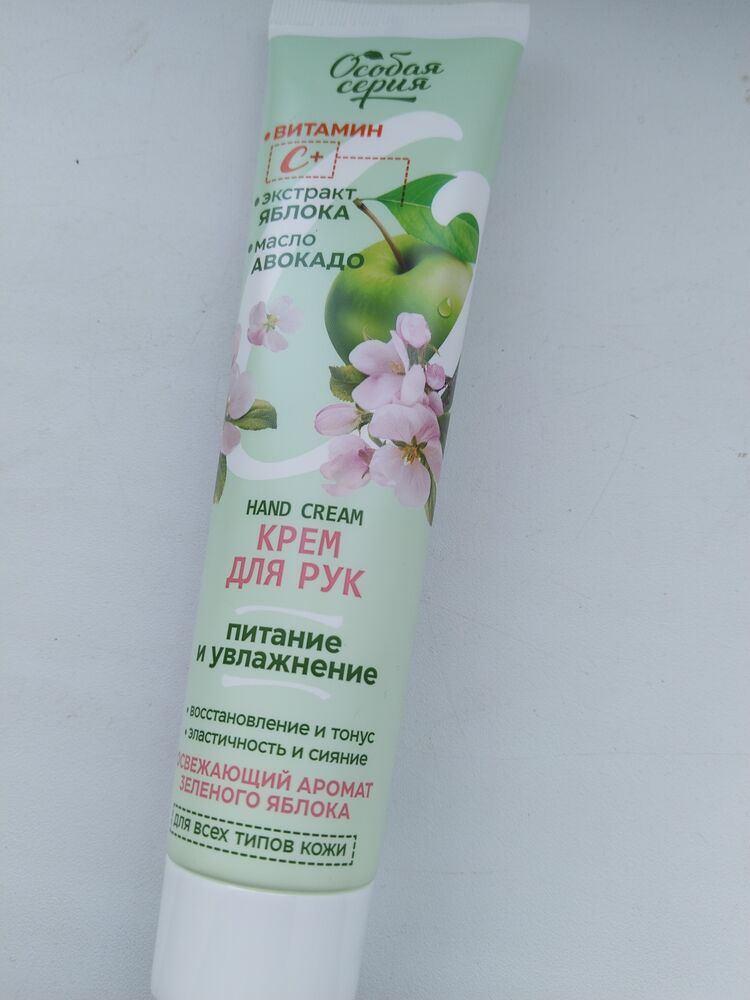 Особая
серия
• ВИТАМИН
C+
• экстракт
ЯБЛОКА
• масло
АВОКАДО
HAND CREAM
КРЕМ
ДЛЯ РУК
питание
и увлажнение
• восстановление и тонус
• эластичность и сияние
ОСВЕЖАЮЩИЙ АРОМАТ
ЗЕЛЕНОГО ЯБЛОКА
для всех типов кожи